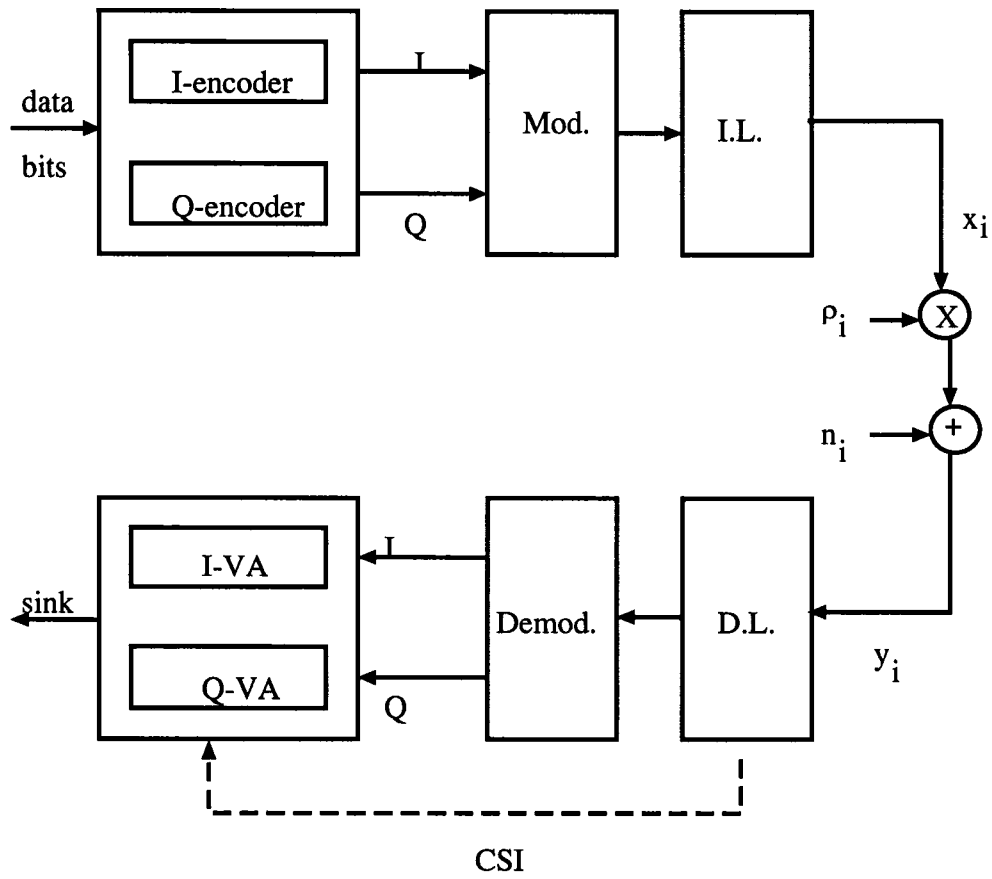 data
bits
I-encoder
Q-encoder
I
Q
Mod.
I.L.
x_i
ρ_i
X
n_i
+
y_i
D.L.
Demod.
I
Q
I-VA
Q-VA
sink
CSI